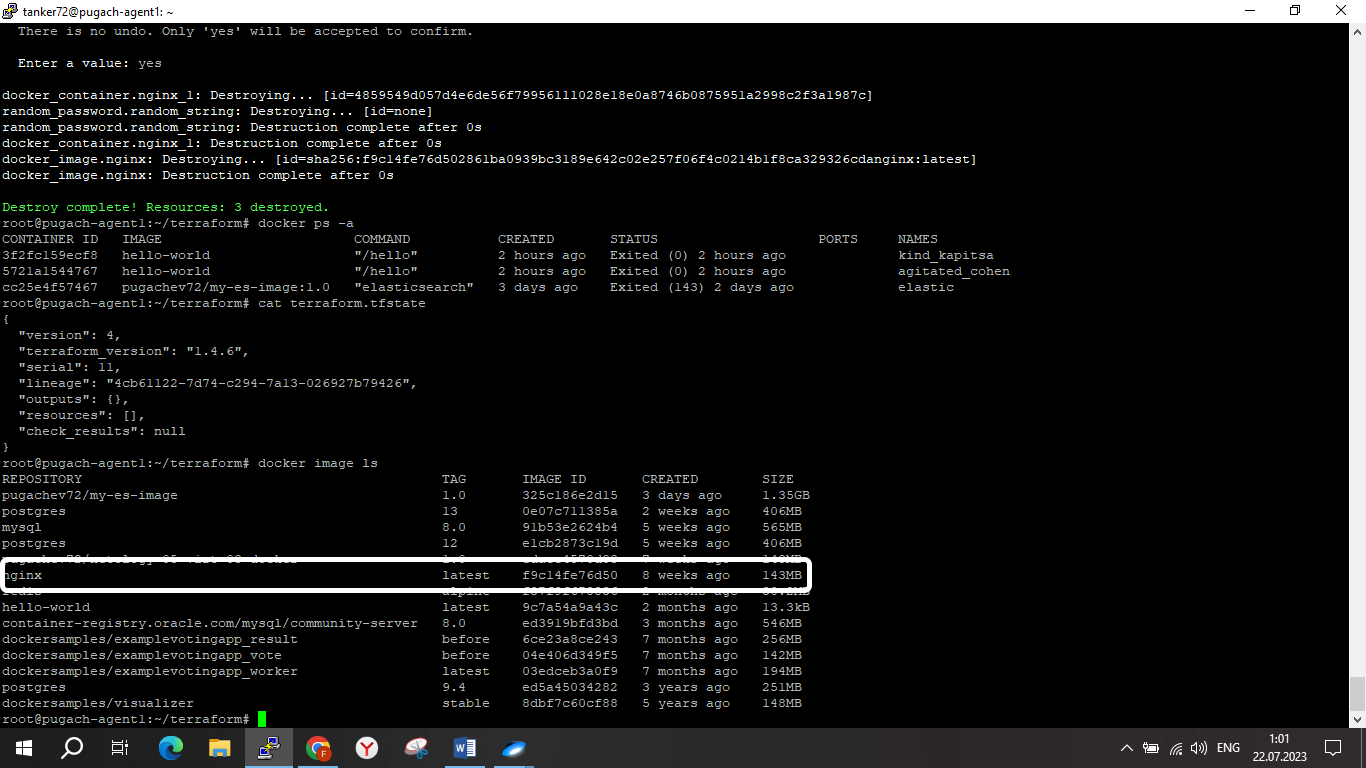 tanker72@pugach-agent1: ~
There is no undo. Only 'yes' will be accepted to confirm.
Enter a value: yes
docker_container.nginx_1: Destroying... [id=4859549d057d4e6de56f79956111028e18e0a8746b0875951a2998c2f3a1987c]
random_password.random_string: Destroying... [id=none]
random_password.random_string: Destruction complete after 0s
docker_container.nginx_1: Destruction complete after 0s
docker_image.nginx: Destroying... [id=sha256:f9c14fe76d502861ba0939bc3189e642c02e257f06f4c0214b1f8ca329326cdanginx:latest]
docker_image.nginx: Destruction complete after 0s
Destroy complete! Resources: 3 destroyed.
root@pugach-agent1:~/terraform# docker ps -a
CONTAINER ID IMAGE COMMAND CREATED STATUS PORTS NAMES
3f2fc159ecf8 hello-world "/hello" 2 hours ago Exited (0) 2 hours ago kind_kapitsa
5721a1544767 hello-world "/hello" 2 hours ago Exited (0) 2 hours ago agitated_cohen
cc25e4f57467 pugachev72/my-es-image:1.0 "elasticsearch" 3 days ago Exited (143) 2 days ago elastic
root@pugach-agent1:~/terraform# cat terraform.tfstate
{
"version": 4,
"terraform_version": "1.4.6",
"serial": 11,
"lineage": "4cb61122-7d74-c294-7a13-026927b79426",
"outputs": {},
"resources": [],
"check_results": null
}
root@pugach-agent1:~/terraform# docker image ls
REPOSITORY TAG IMAGE ID CREATED SIZE
pugachev72/my-es-image 1.0 325c186e2d15 3 days ago 1.35GB
postgres 13 0e07c711385a 2 weeks ago 406MB
mysql 8.0 91b53e2624b4 5 weeks ago 565MB
postgres 12 e1cb2873c19d 5 weeks ago 406MB
nginx latest f9c14fe76d50 8 weeks ago 143MB
hello-world latest 9c7a54a9a43c 2 months ago 13.3kB
container-registry.oracle.com/mysql/community-server 8.0 ed3919bfd3bd 3 months ago 546MB
dockersamples/examplevotingapp_result before 6ce23a8ce243 7 months ago 256MB
dockersamples/examplevotingapp_vote before 04e406d349f5 7 months ago 142MB
dockersamples/examplevotingapp_worker latest 03edceb3a0f9 7 months ago 194MB
postgres 9.4 ed5a45034282 3 years ago 251MB
dockersamples/visualizer stable 8dbf7c60cf88 5 years ago 148MB
root@pugach-agent1:~/terraform#
ENG
1:01
22.07.2023